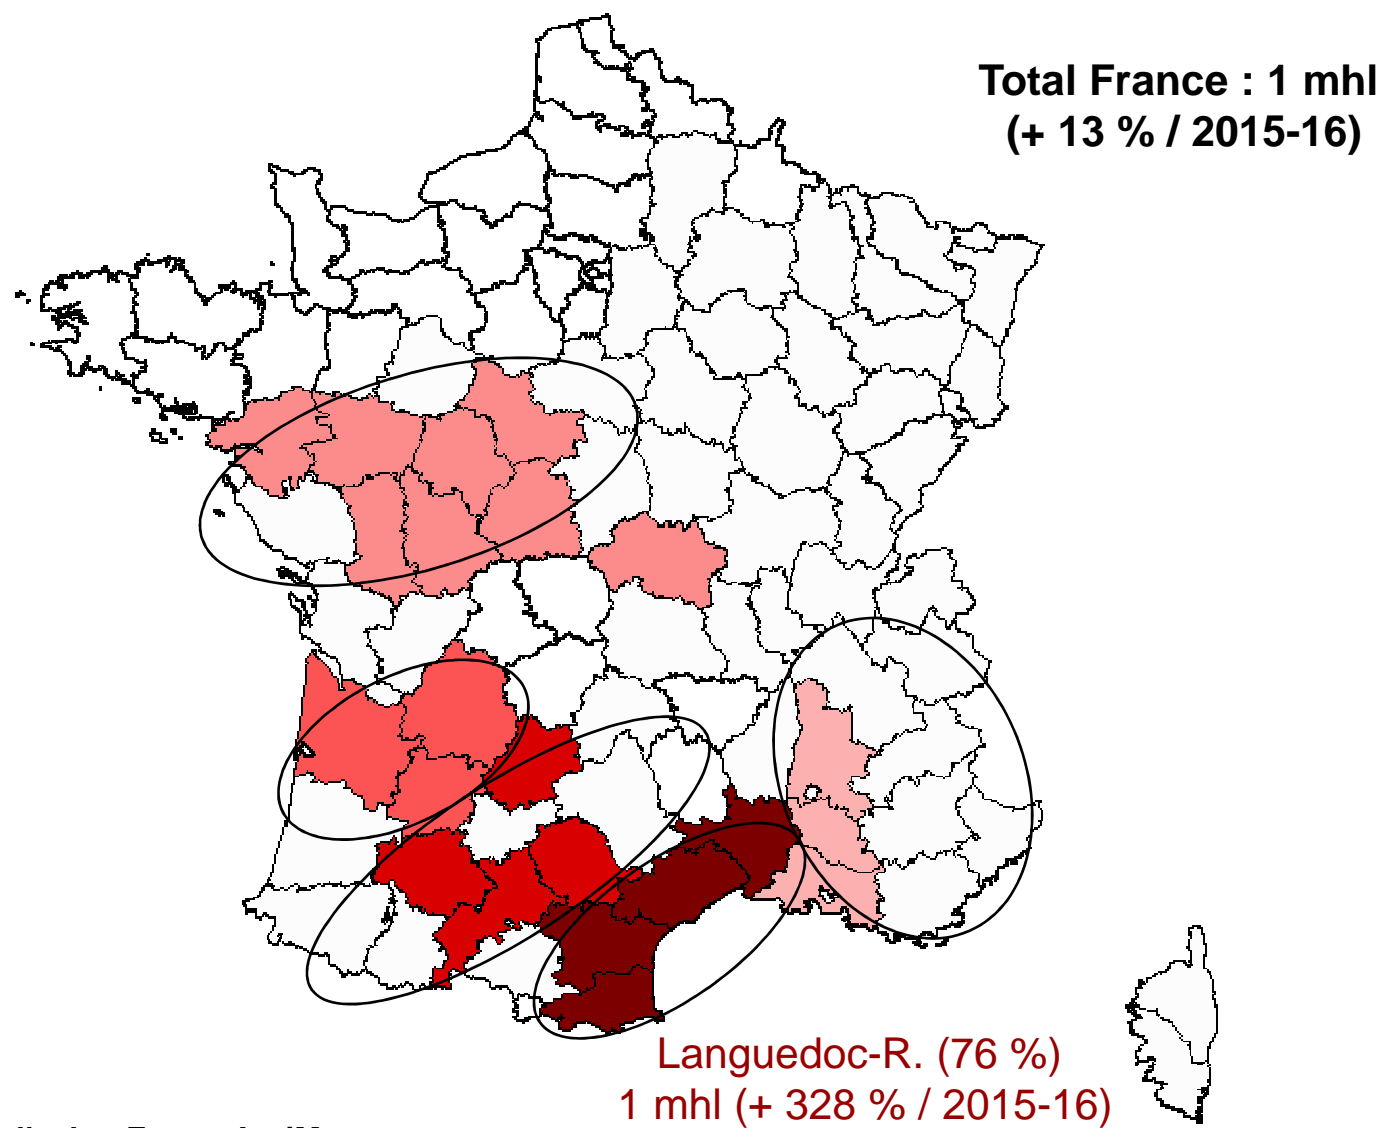 Total France : 1 mhl
(+ 13 % / 2015-16)
Languedoc-R. (76 %)
1 mhl (+ 328 % / 2015-16)